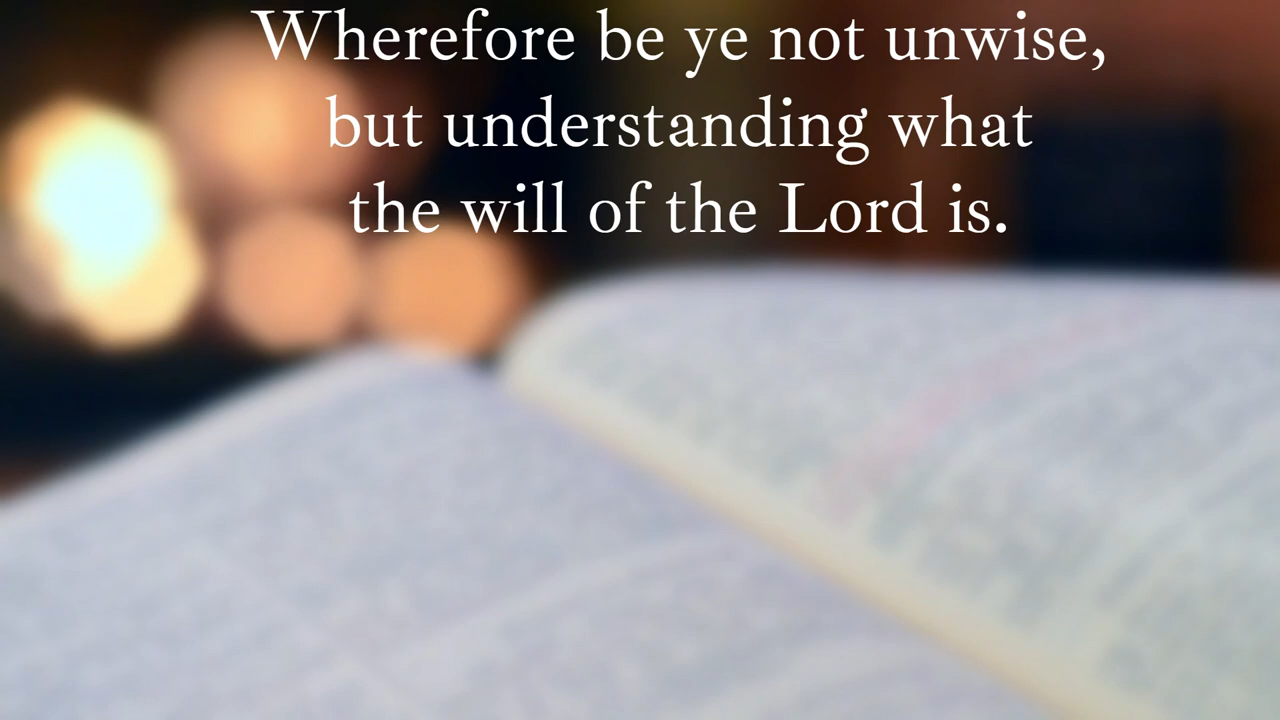 Wherefore be ye not unwise,
but understanding what
the will of the Lord is.